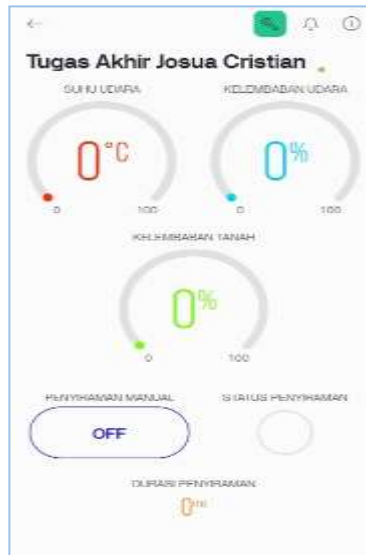 Tugas Akhir Josua Cristian
SUHU UDARA KELEMBABAN UDARA
0°C 0%
0 100 0 100
KELEMBABAN TANAH
0%
0 100
PENYIRAMAN MANUAL STATUS PENYIRAMAN
OFF
DURASI PENYIRAMAN
0